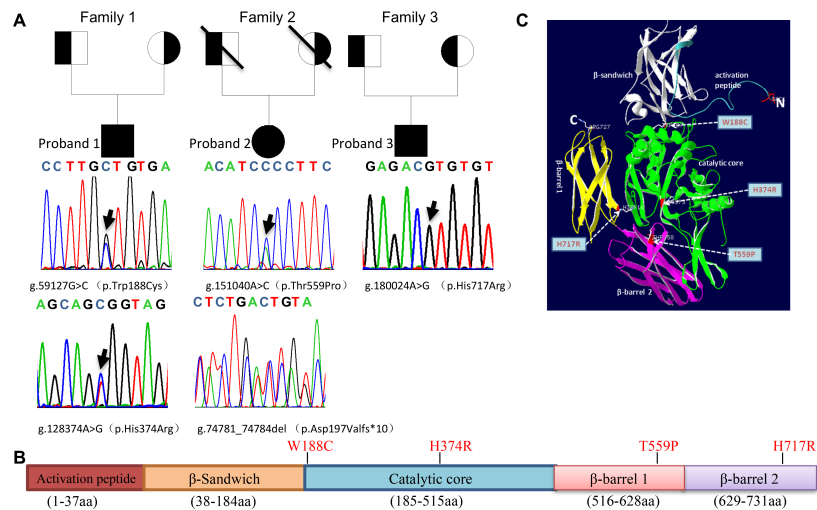 A
Family 1
Family 2
Family 3
Proband 1
Proband 2
Proband 3
CCTTGCTGTGA
ACATCCCCTTC
GAGACGTGTGT
g.59127G>C (p.Trp188Cys)
g.151040A>C (p.Thr559Pro)
g.180024A>G (p.His717Arg)
AGCAGCGGTAG
CTCTGACTGTA
g.128374A>G (p.His374Arg)
g.74781_74784del (p.Asp197Valfs*10)
C
β-sandwich
activation
peptide
N
W188C
C
ARG727
catalytic core
β-barrel 1
H374R
H717R
T559P
β-barrel 2
B
W188C
H374R
T559P
H717R
Activation peptide
β-Sandwich
Catalytic core
β-barrel 1
β-barrel 2
(1-37aa)
(38-184aa)
(185-515aa)
(516-628aa)
(629-731aa)